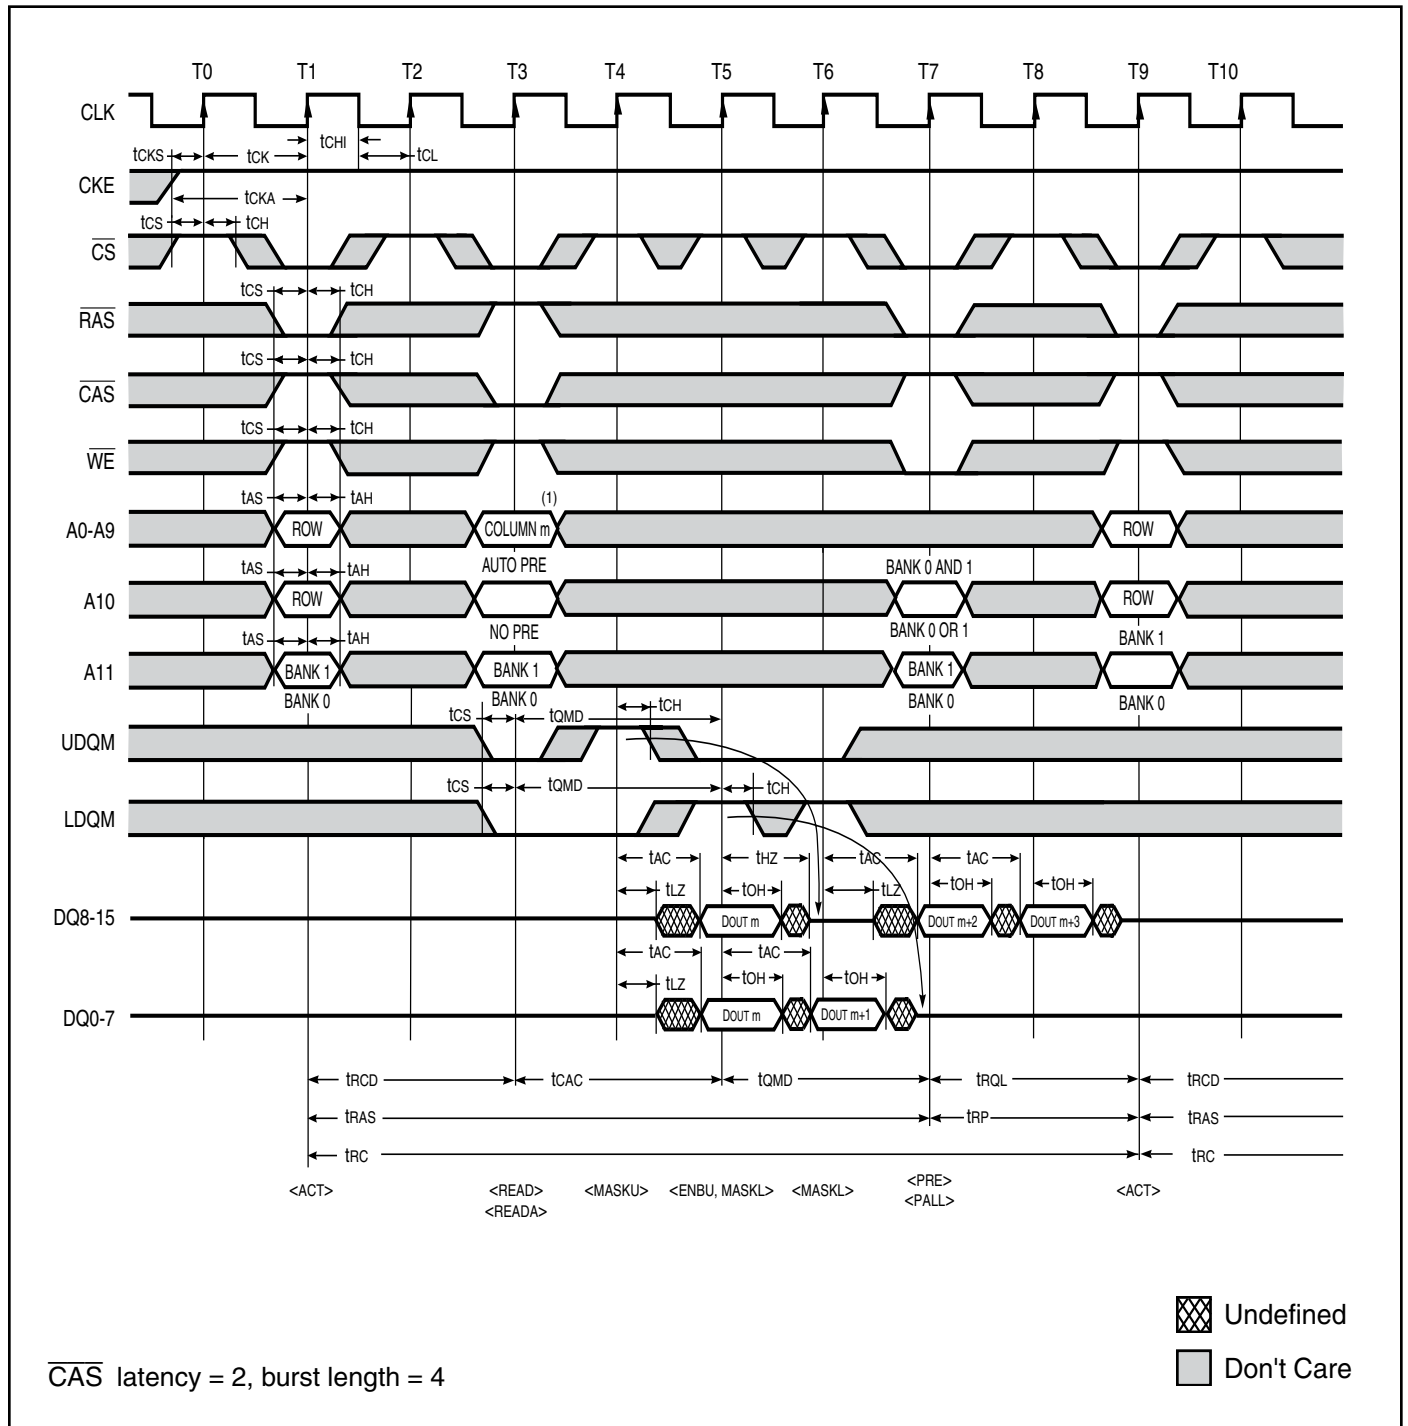 T0 T1 T2 T3 T4 T5 T6 T7 T8 T9 T10
CLK
tCHI
tCKS tCK tCL
CKE
tCKA
tCS tCH
CS
tCS tCH
RAS
tCS tCH
CAS
tCS tCH
WE
tAS tAH (1)
A0-A9 ROW COLUMN m ROW
tAS tAH AUTO PRE BANK 0 AND 1
A10 ROW ROW
tAS tAH NO PRE BANK 0 OR 1 BANK 1
A11 BANK 1 BANK 1 BANK 1
BANK 0 BANK 0 BANK 0 BANK 0
tCS tQMD tCH
UDQM
tCS tQMD tCH
LDQM
tAC tHZ tAC tAC
tLZ tOH tLZ tOH tOH
DQ8-15 DOUT m DOUT m+2 DOUT m+3
tAC tAC
tLZ tOH tOH
DQ0-7 DOUT m DOUT m+1
tRCD tCAC tQMD tRQL tRCD
tRAS tRP tRAS
tRC tRC
<ACT> <READ> <MASKU> <ENBU, MASKL> <MASKL> <PRE> <ACT>
<READA> <PALL>
Undefined
Don't Care
CAS latency = 2, burst length = 4